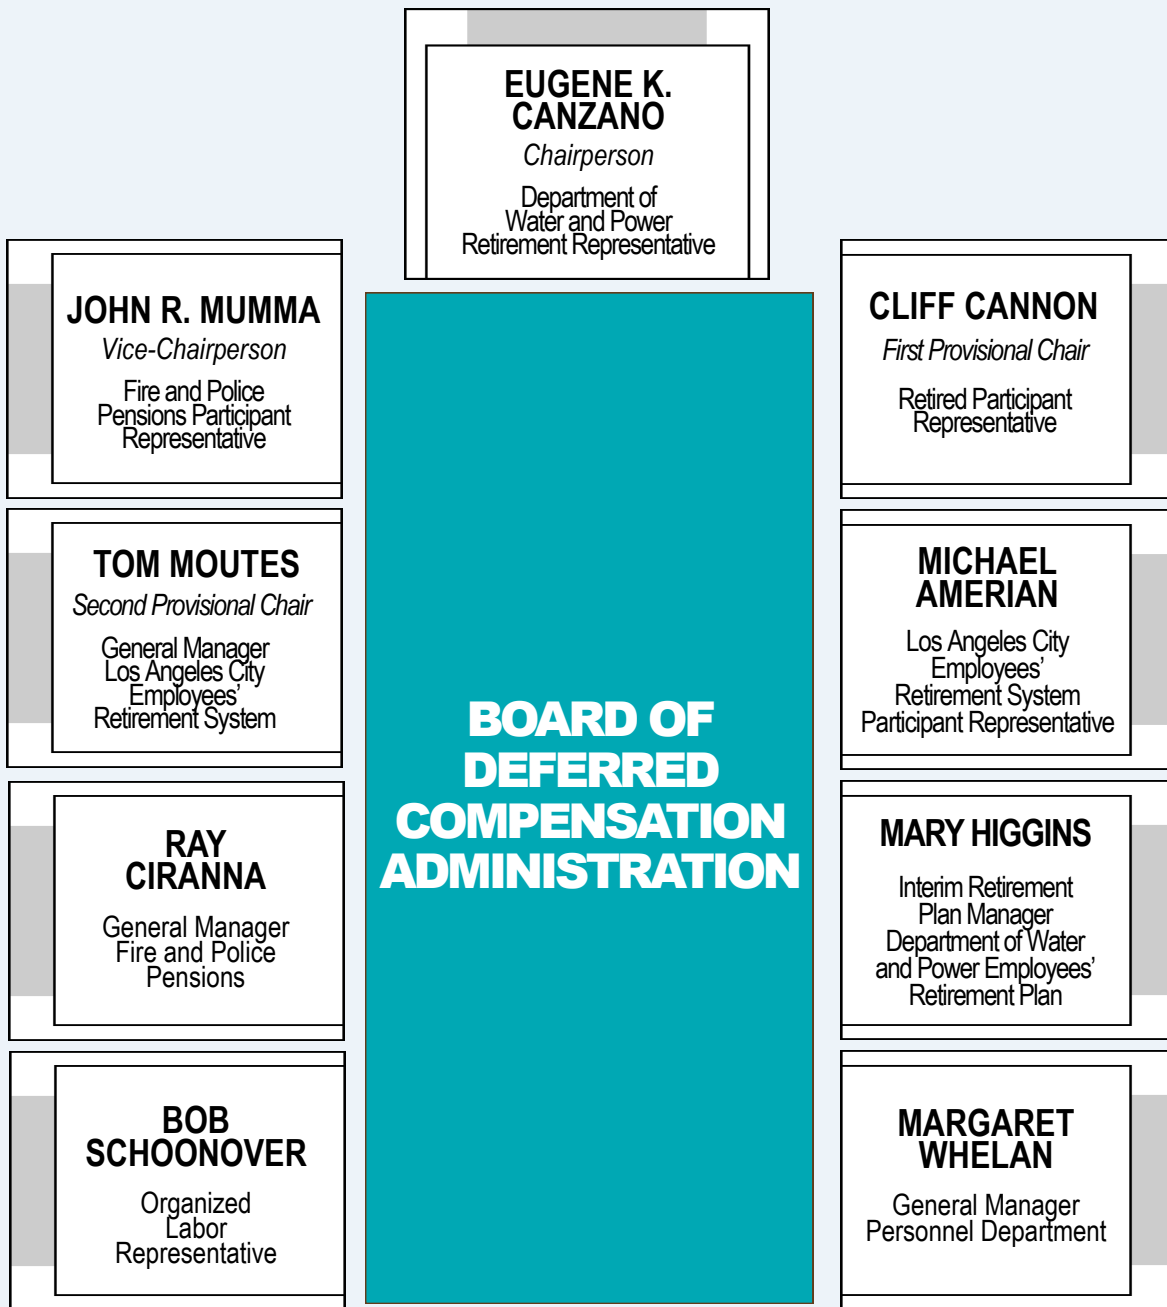 EUGENE K.
CANZANO
Chairperson
Department of
Water and Power
Retirement Representative
JOHN R. MUMMA
Vice-Chairperson
Fire and Police
Pensions Participant
Representative
CLIFF CANNON
First Provisional Chair
Retired Participant
Representative
TOM MOUTES
Second Provisional Chair
General Manager
Los Angeles City
Employees’
Retirement System
MICHAEL
AMERIAN
Los Angeles City
Employees’
Retirement System
Participant Representative
BOARD OF
DEFERRED
COMPENSATION
ADMINISTRATION
RAY
CIRANNA
General Manager
Fire and Police
Pensions
MARY HIGGINS
Interim Retirement
Plan Manager
Department of Water
and Power Employees’
Retirement Plan
BOB
SCHOONOVER
Organized
Labor
Representative
MARGARET
WHELAN
General Manager
Personnel Department